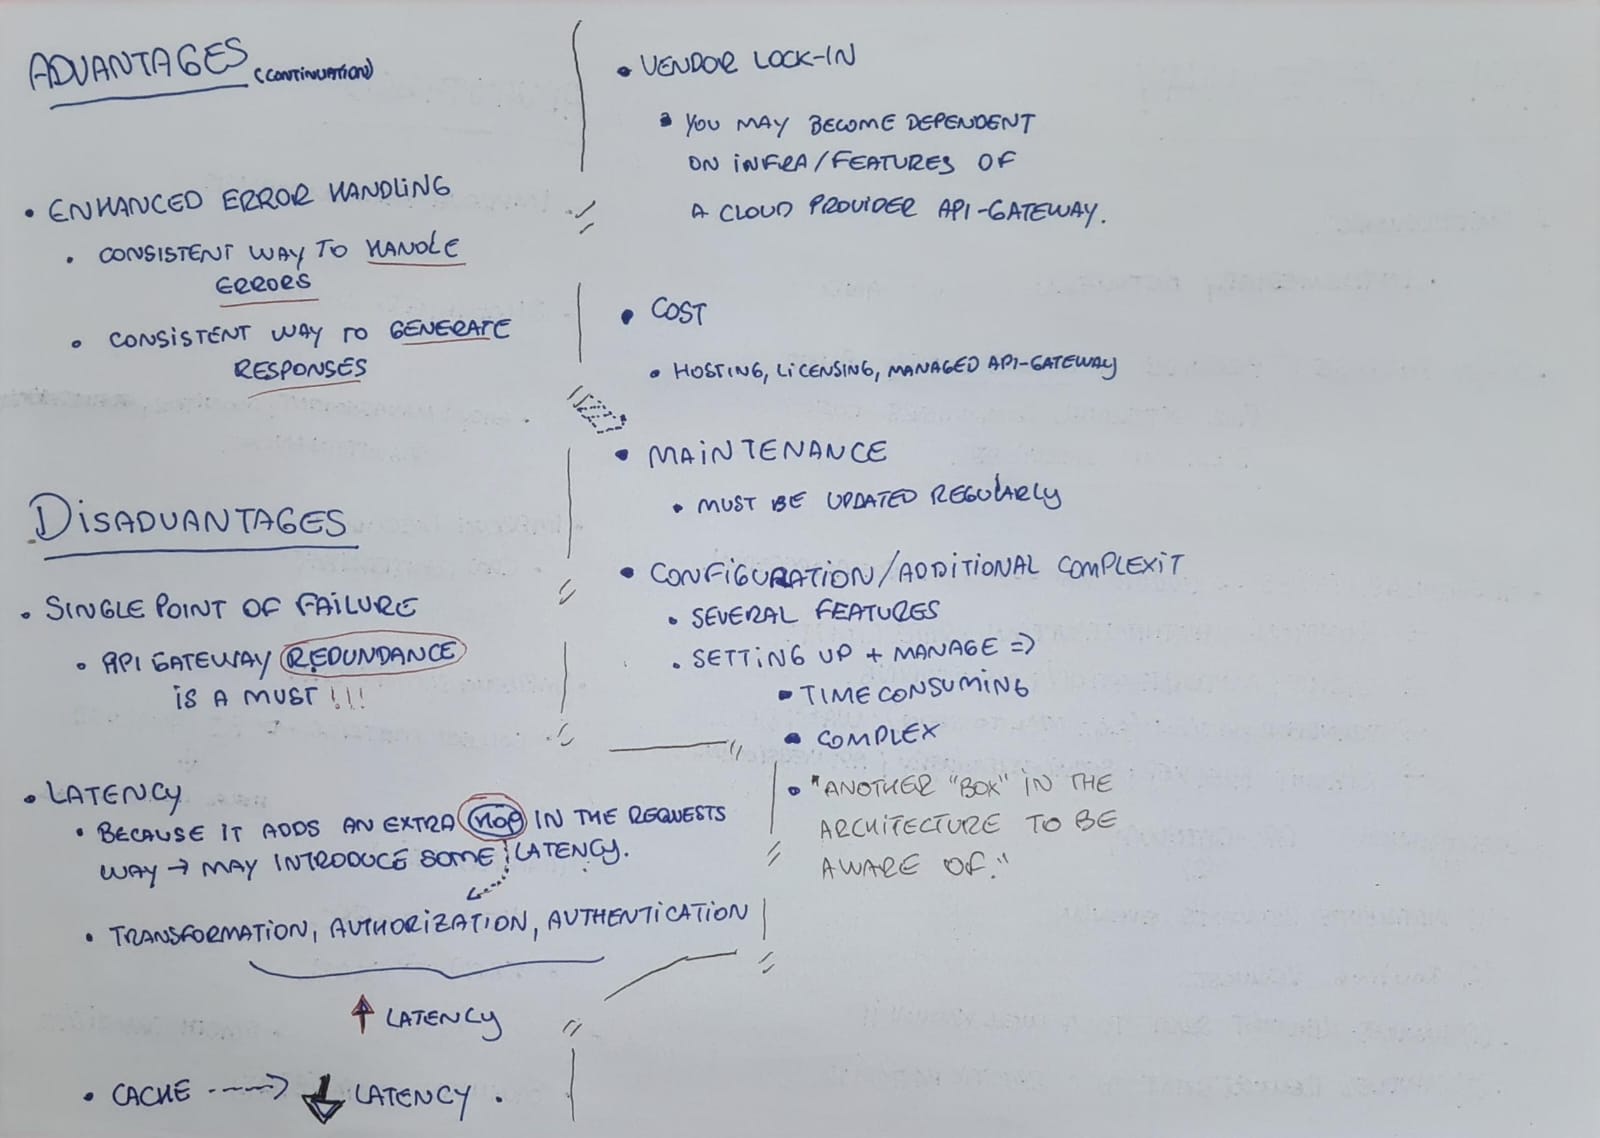 ADVANTAGES (CONTINUATION)
• ENHANCED ERROR HANDLING
• CONSISTENT WAY TO HANDLE
ERRORS
• CONSISTENT WAY TO GENERATE
RESPONSES
DISADVANTAGES
• SINGLE POINT OF FAILURE
• API GATEWAY REDUNDANCE
IS A MUST!!!
• LATENCY
• BECAUSE IT ADDS AN EXTRA HOP IN THE REQUESTS
WAY → MAY INTRODUCE SOME LATENCY.
• TRANSFORMATION, AUTHORIZATION, AUTHENTICATION
↑ LATENCY
• CACHE ----> ↓ LATENCY.
• VENDOR LOCK-IN
• YOU MAY BECOME DEPENDENT
ON INFRA/FEATURES OF
A CLOUD PROVIDER API-GATEWAY.
• COST
• HOSTING, LICENSING, MANAGED API-GATEWAY
• MAINTENANCE
• MUST BE UPDATED REGULARLY
• CONFIGURATION/ADDITIONAL COMPLEXIT
• SEVERAL FEATURES
• SETTING UP + MANAGE =>
• TIME CONSUMING
• COMPLEX
• "ANOTHER "BOX" IN THE
ARCHITECTURE TO BE
AWARE OF."